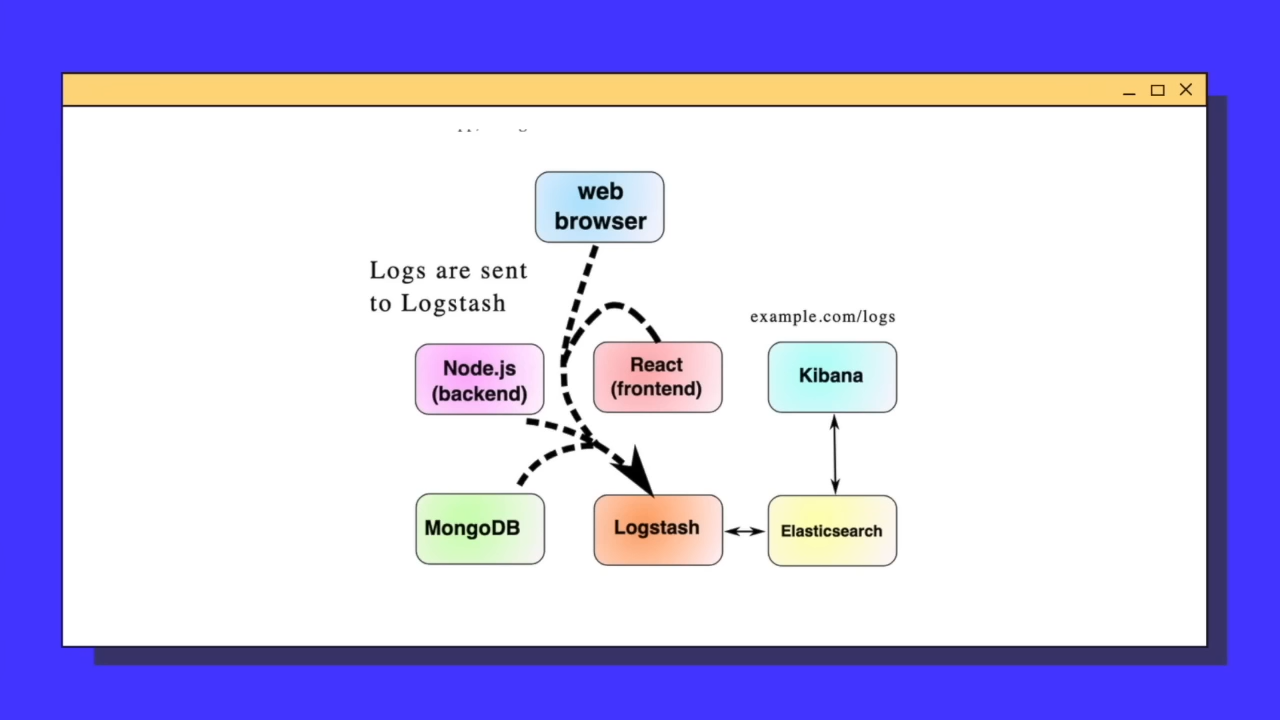 web
browser
Logs are sent
to Logstash
example.com/logs
Node.js
(backend)
React
(frontend)
Kibana
MongoDB
Logstash
Elasticsearch